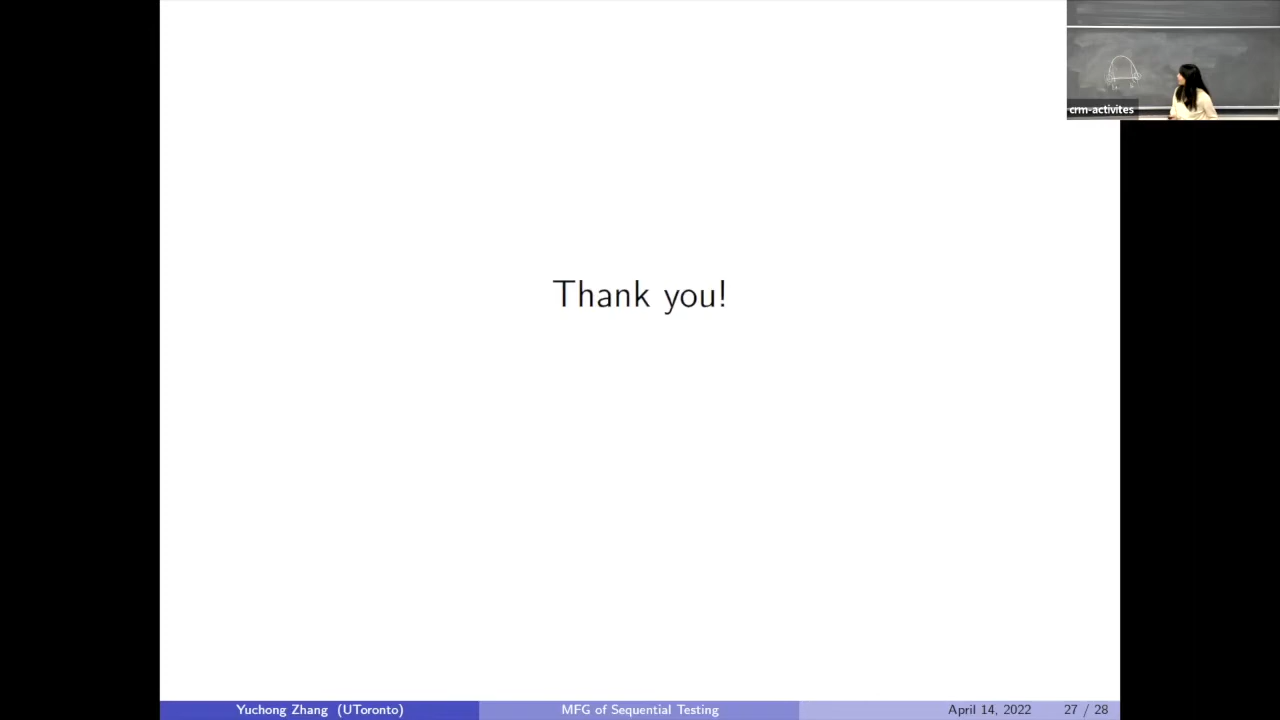 crm-activites
Thank you!
Yuchong Zhang (UToronto)
MFG of Sequential Testing
April 14, 2022
27 / 28